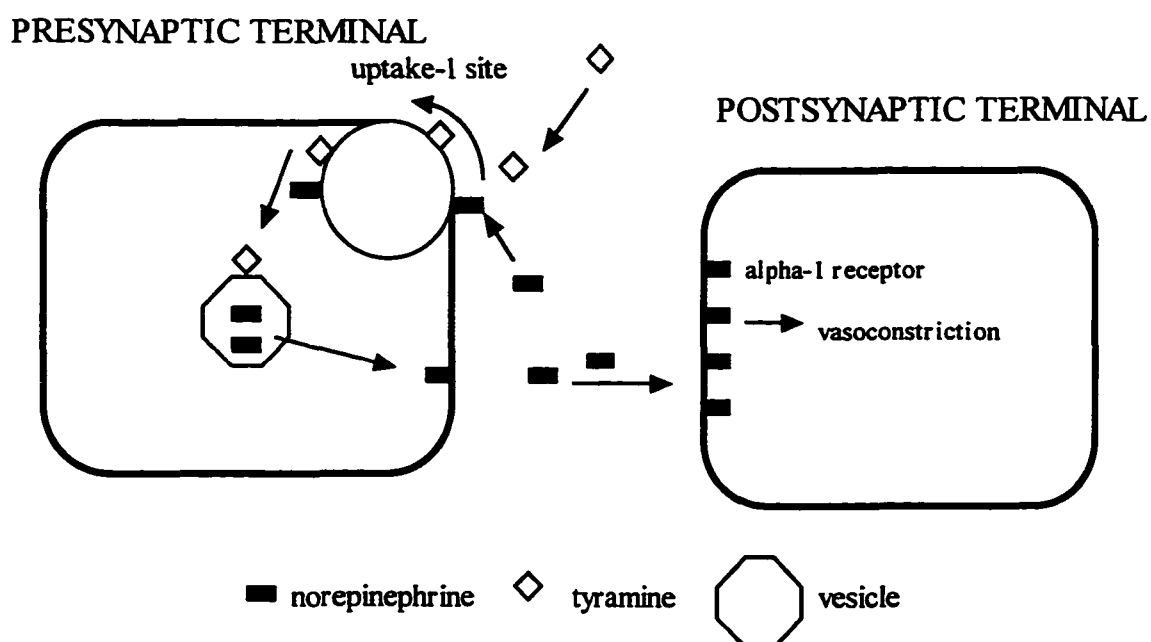 PRESYNAPTIC TERMINAL
uptake-1 site
POSTSYNAPTIC TERMINAL
alpha-1 receptor
vasoconstriction
norepinephrine
tyramine
vesicle